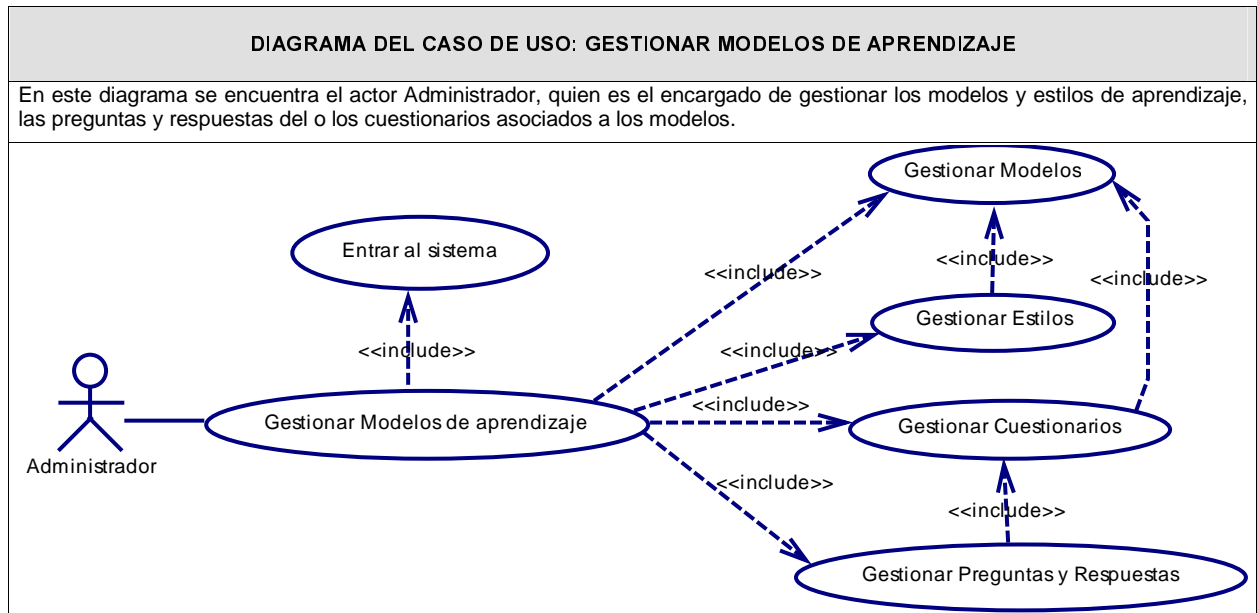 DIAGRAMA DEL CASO DE USO: GESTIONAR MODELOS DE APRENDIZAJE
En este diagrama se encuentra el actor Administrador, quien es el encargado de gestionar los modelos y estilos de aprendizaje,
las preguntas y respuestas del o los cuestionarios asociados a los modelos.
Gestionar Modelos
Entrar al sistema
<<include>>
<<include>>
<<include>>
Gestionar Estilos
<<include>>
<<include>>
<<include>>
Gestionar Modelos de aprendizaje
Gestionar Cuestionarios
Administrador
<<include>>
<<include>>
Gestionar Preguntas y Respuestas